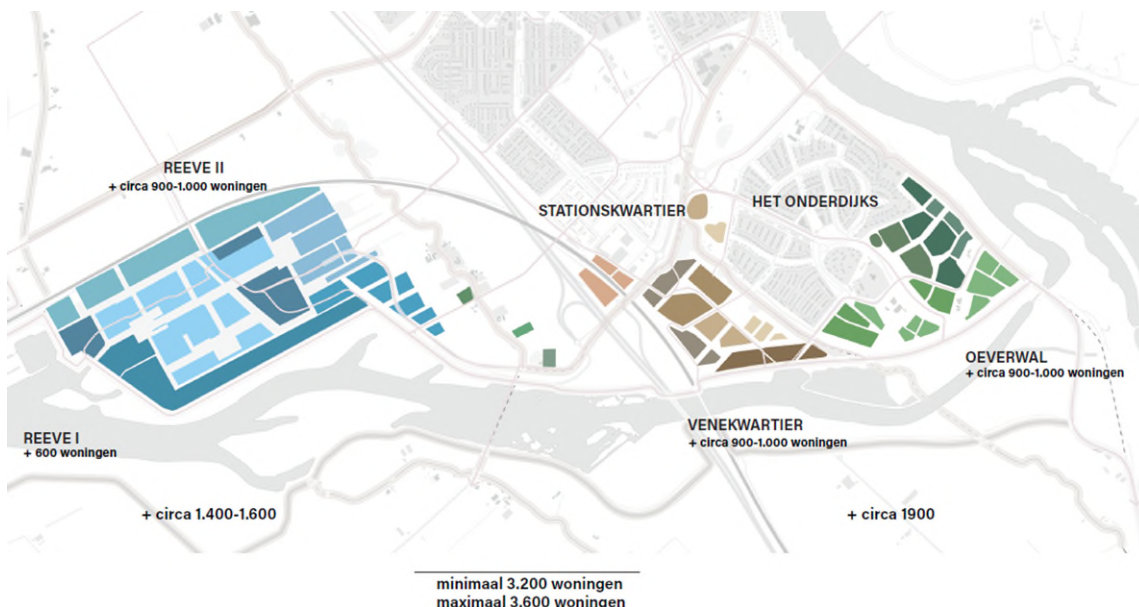 REEVE II
+ circa 900-1.000 woningen
STATIONSKWARTIER
HET ONDERDIJKS
OEVERWAL
+ circa 900-1.000 woningen
REEVE I
+ 600 woningen
VENEKWARTIER
+ circa 900-1.000 woningen
+ circa 1.400-1.600
+ circa 1900
minimaal 3.200 woningen
maximaal 3.600 woningen